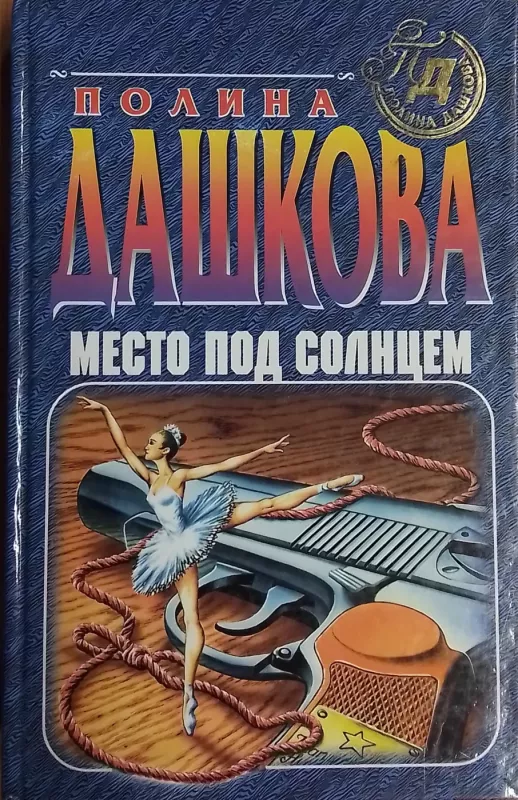 ПД
ПОЛИНА ДАШКОВА
ПОЛИНА
ДАШКОВА
МЕСТО ПОД СОЛНЦЕМ